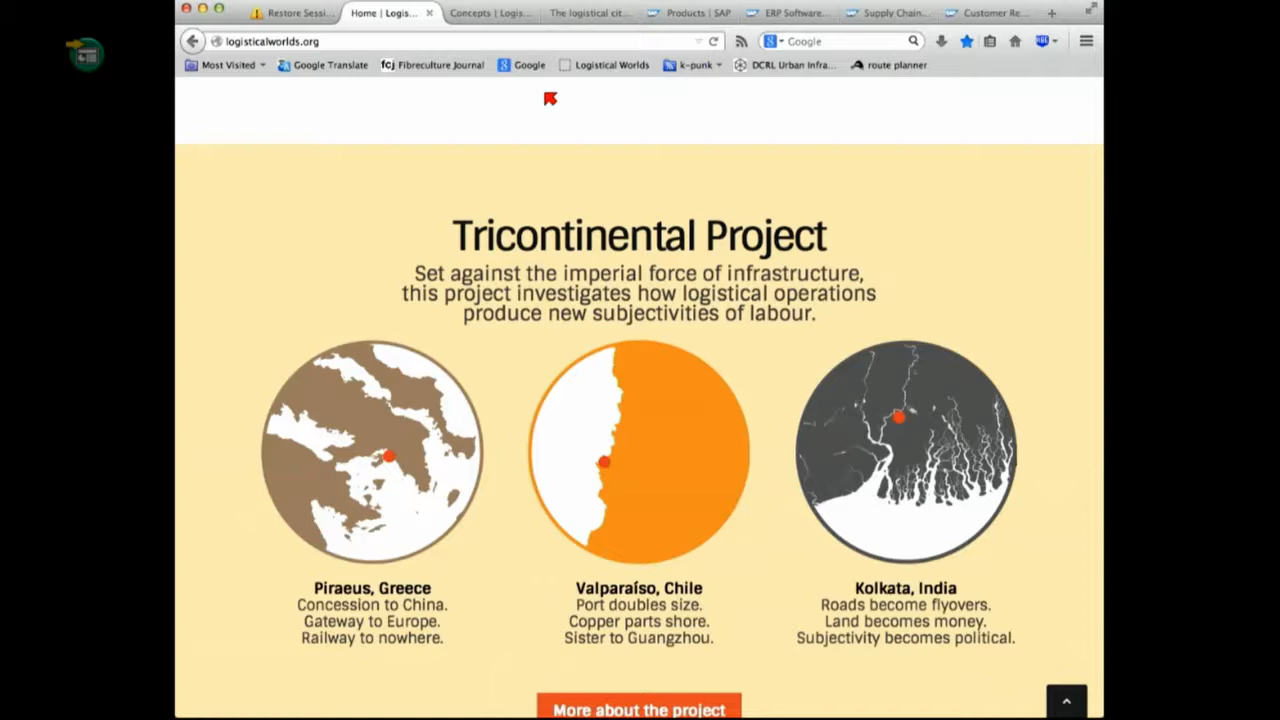 Restore Sessi...
Home | Logis...
Concepts | Logis...
The logistical cit...
Products | SAP
ERP Software...
Supply Chain...
Customer Re...
logisticalworlds.org
Google
Most Visited
Google Translate
fcj Fibreculture Journal
Google
Logistical Worlds
k-punk
DCRL Urban Infra...
route planner
Tricontinental Project
Set against the imperial force of infrastructure,
this project investigates how logistical operations
produce new subjectivities of labour.
Piraeus, Greece
Concession to China.
Gateway to Europe.
Railway to nowhere.
Valparaíso, Chile
Port doubles size.
Copper parts shore.
Sister to Guangzhou.
Kolkata, India
Roads become flyovers.
Land becomes money.
Subjectivity becomes political.
More about the project